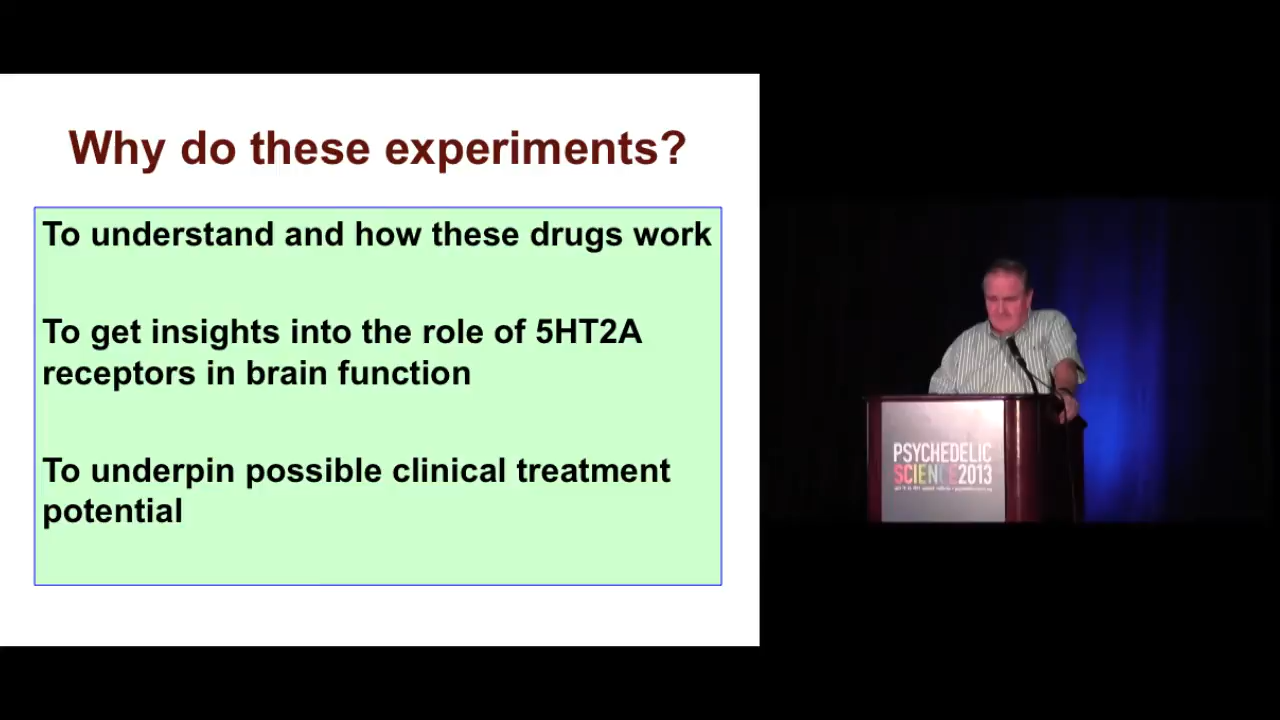 Why do these experiments?
To understand and how these drugs work
To get insights into the role of 5HT2A
receptors in brain function
To underpin possible clinical treatment
potential
PSYCHEDELIC
SCIENCE2013